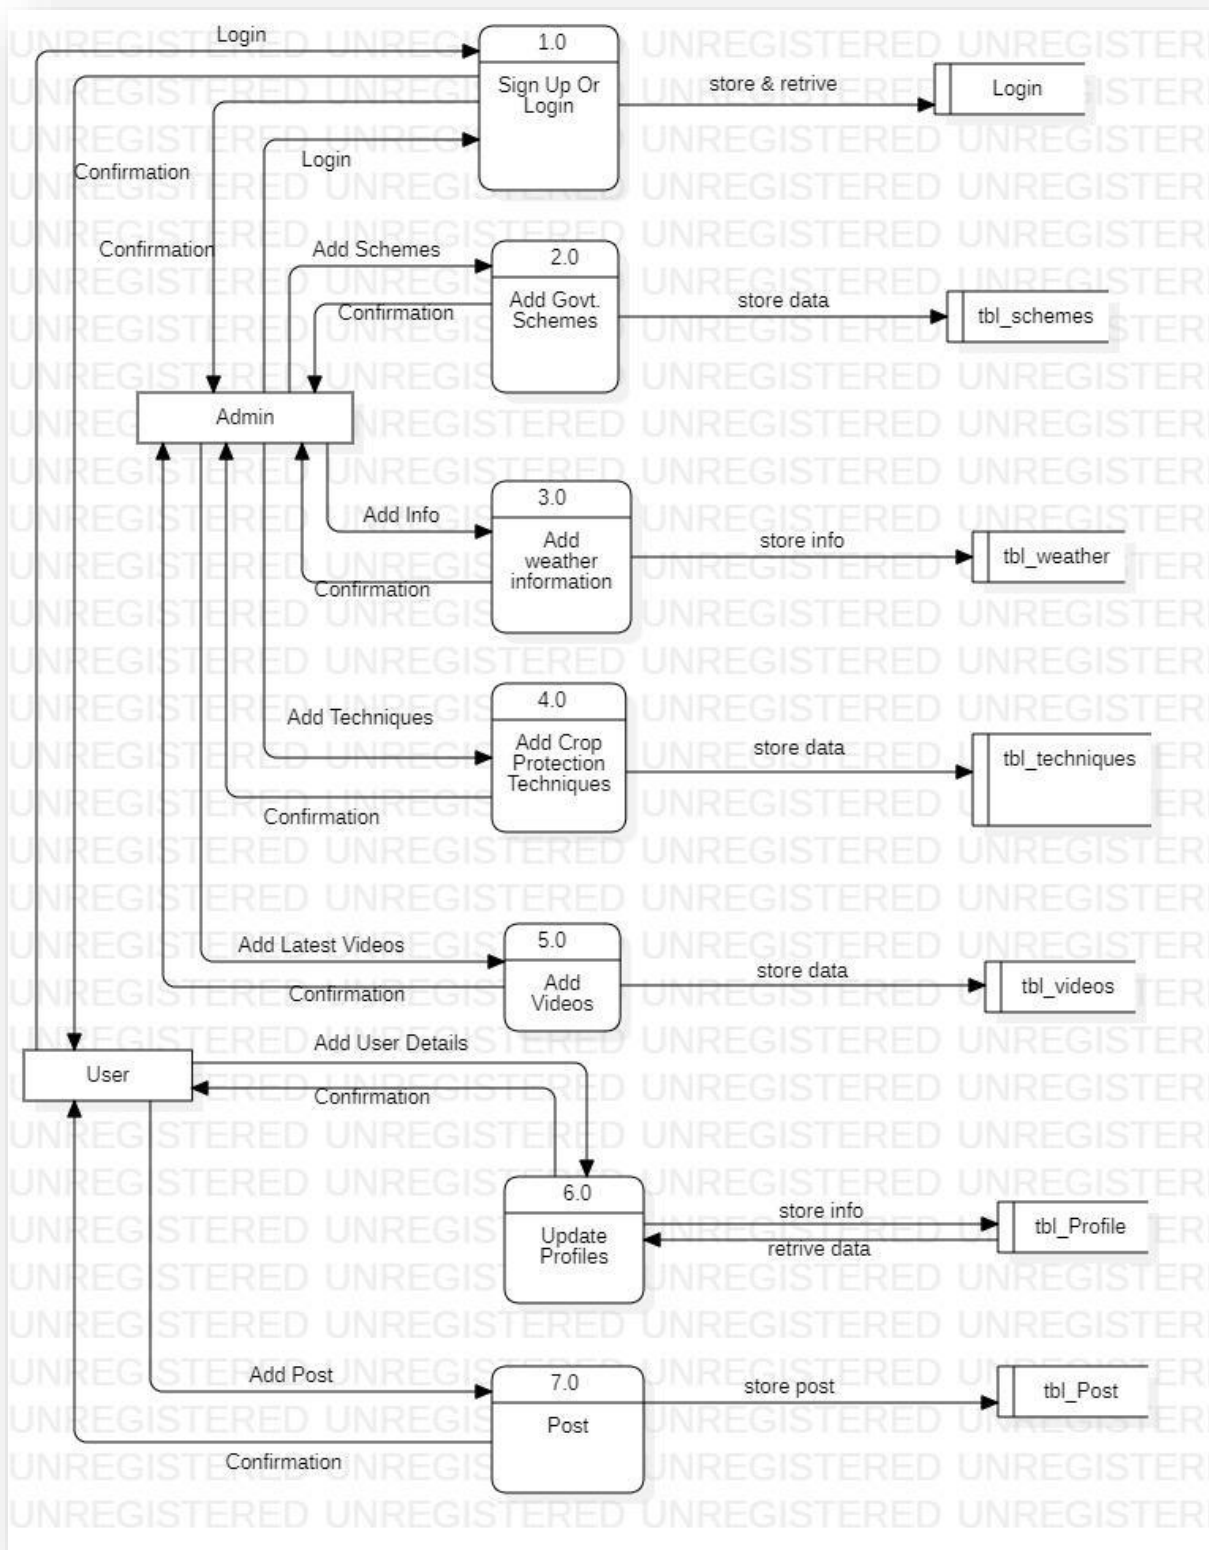 Login
1.0
Sign Up Or
Login
store & retrive
Login
Confirmation
Login
Confirmation
Add Schemes
2.0
Add Govt.
Schemes
Confirmation
store data
tbl_schemes
Admin
3.0
Add Info
Add
weather
information
store info
tbl_weather
Confirmation
4.0
Add Techniques
Add Crop
Protection
Techniques
store data
tbl_techniques
Confirmation
5.0
Add Latest Videos
Add
Videos
store data
tbl_videos
Confirmation
Add User Details
User
Confirmation
6.0
Update
Profiles
store info
retrive data
tbl_Profile
Add Post
7.0
Post
store post
tbl_Post
Confirmation
UNREGISTERED